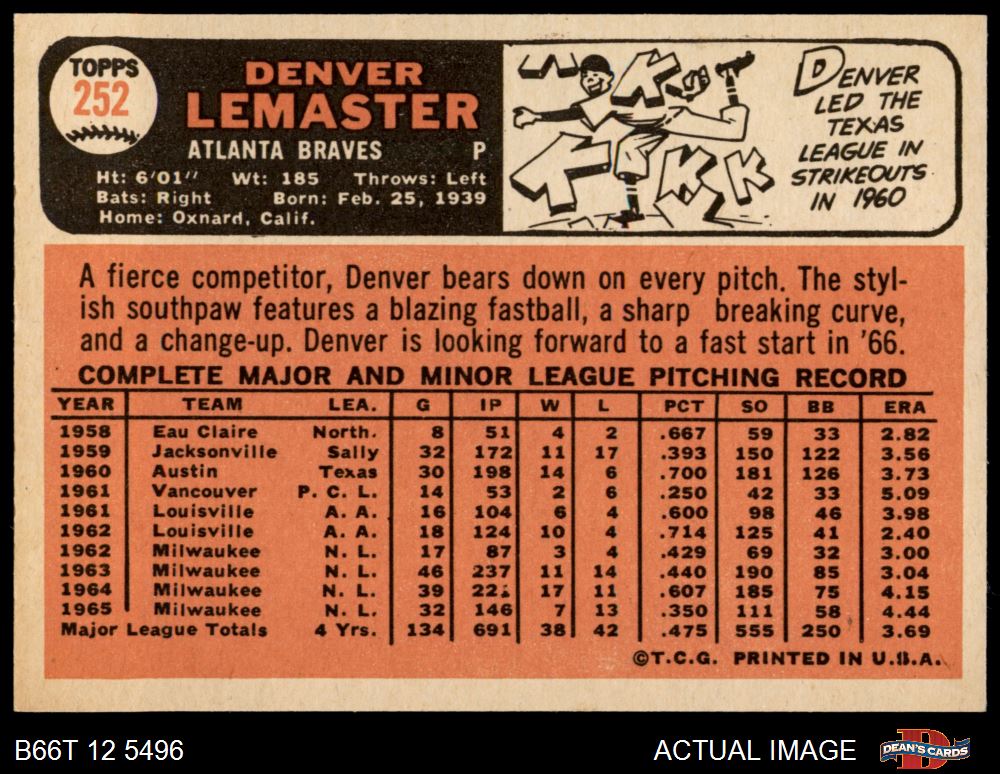 TOPPS
252
DENVER
LEMASTER
ATLANTA BRAVES P
Ht: 6'01" Wt: 185 Throws: Left
Bats: Right Born: Feb. 25, 1939
Home: Oxnard, Calif.
K K K K K
DENVER
LED THE
TEXAS
LEAGUE IN
STRIKEOUTS
IN 1960
A fierce competitor, Denver bears down on every pitch. The styl-
ish southpaw features a blazing fastball, a sharp breaking curve,
and a change-up. Denver is looking forward to a fast start in '66.
COMPLETE MAJOR AND MINOR LEAGUE PITCHING RECORD
YEAR TEAM LEA. G IP W L PCT SO BB ERA
1958 Eau Claire North. 8 51 4 2 .667 59 33 2.82
1959 Jacksonville Sally 32 172 11 17 .393 150 122 3.56
1960 Austin Texas 30 198 14 6 .700 181 126 3.73
1961 Vancouver P. C. L. 14 53 2 6 .250 42 33 5.09
1961 Louisville A. A. 16 104 6 4 .600 98 46 3.98
1962 Louisville A. A. 18 124 10 4 .714 125 41 2.40
1962 Milwaukee N. L. 17 87 3 4 .429 69 32 3.00
1963 Milwaukee N. L. 46 237 11 14 .440 190 85 3.04
1964 Milwaukee N. L. 39 17 11 .607 185 75 4.15
1965 Milwaukee N. L. 32 146 7 13 .350 111 58 4.44
Major League Totals 4 Yrs. 134 691 38 42 .475 555 250 3.69
©T.C.G. PRINTED IN U.S.A.
B66T 12 5496
ACTUAL IMAGE
DEAN'S CARDS